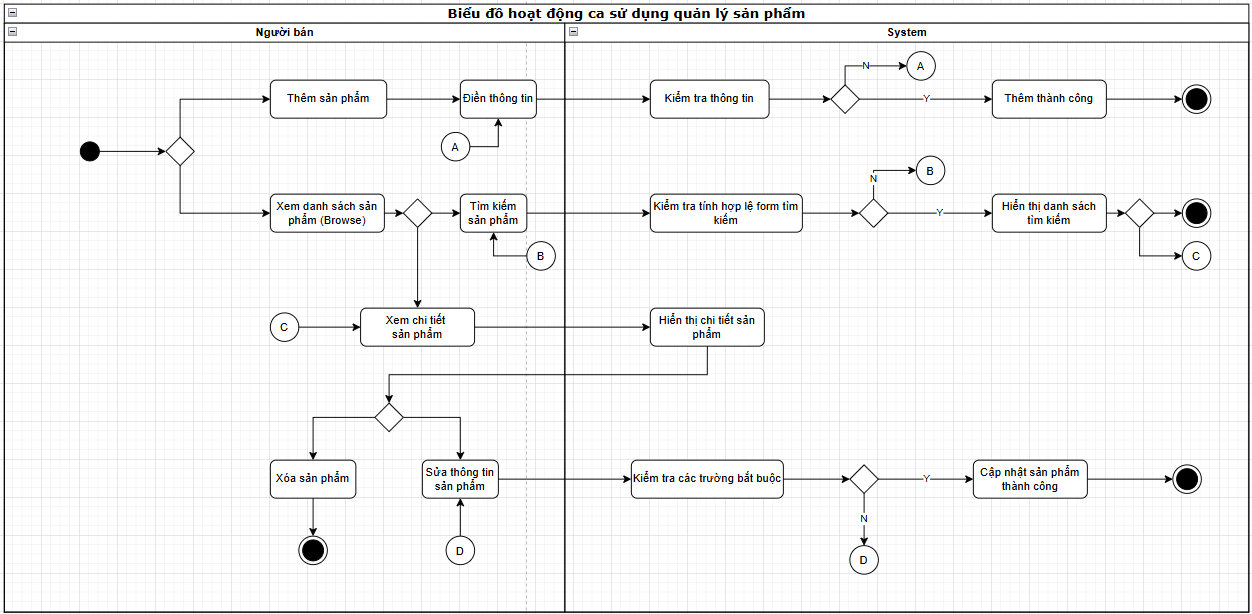 Biểu đồ hoạt động ca sử dụng quản lý sản phẩm
Người bán
System
Thêm sản phẩm
Điền thông tin
Kiểm tra thông tin
N
A
Y
Thêm thành công
A
Xem danh sách sản
phẩm (Browse)
Tìm kiếm
sản phẩm
Kiểm tra tính hợp lệ form tìm
kiếm
N
B
Y
Hiển thị danh sách
tìm kiếm
B
C
C
Xem chi tiết
sản phẩm
Hiển thị chi tiết sản
phẩm
Xóa sản phẩm
Sửa thông tin
sản phẩm
Kiểm tra các trường bắt buộc
Y
Cập nhật sản phẩm
thành công
N
D
D